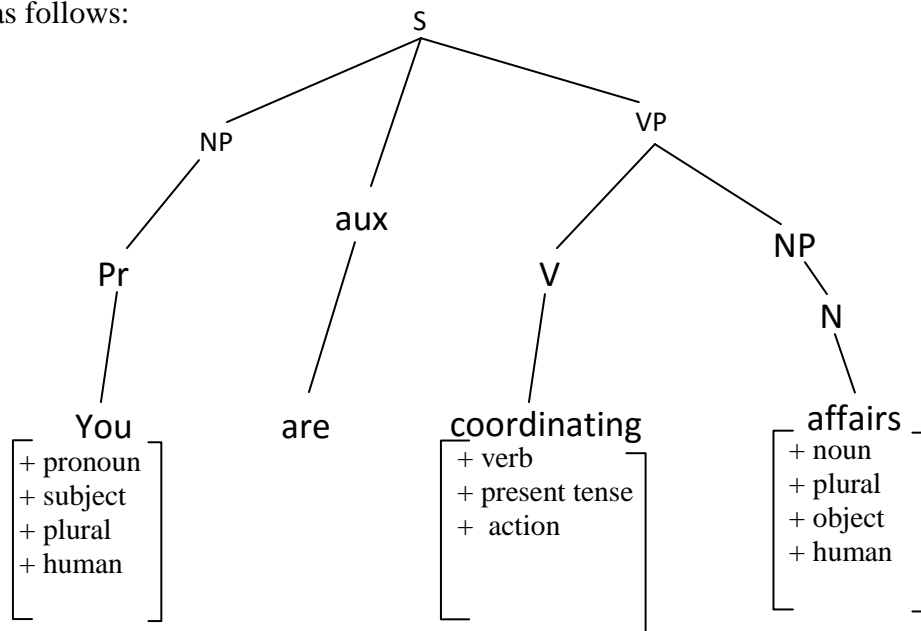 as follows:
S
NP
VP
aux
NP
Pr
V
N
You
are
coordinating
affairs
+ pronoun
+ subject
+ plural
+ human
+ verb
+ present tense
+ action
+ noun
+ plural
+ object
+ human